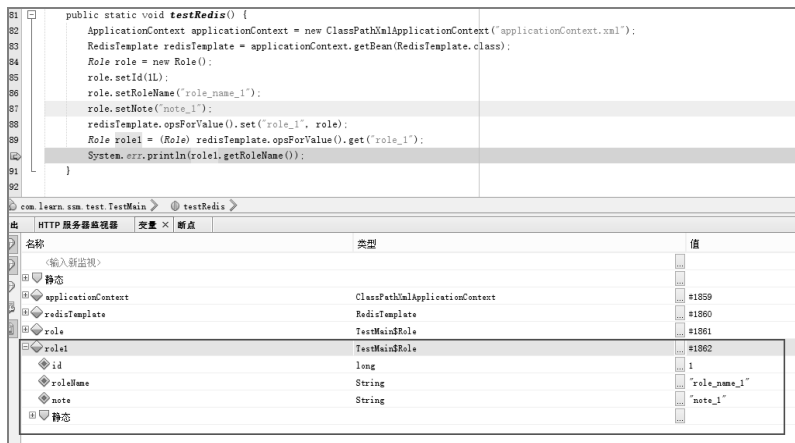 81 public static void testRedis() {
82 ApplicationContext applicationContext = new ClassPathXmlApplicationContext("applicationContext.xml");
83 RedisTemplate redisTemplate = applicationContext.getBean(RedisTemplate.class);
84 Role role = new Role();
85 role.setId(1L);
86 role.setRoleName("role_name_1");
87 role.setNote("note_1");
88 redisTemplate.opsForValue().set("role_1", role);
89 Role role1 = (Role) redisTemplate.opsForValue().get("role_1");
System.err.println(role1.getRoleName());
91 }
92
com.learn.ssm.test.TestMain testRedis
出 HTTP 服务器监视器 变量 × 断点
名称 类型 值
<输入新监视> ...
静态 ...
applicationContext ClassPathXmlApplicationContext ... #1859
redisTemplate RedisTemplate ... #1860
role TestMain$Role ... #1861
role1 TestMain$Role ... #1862
id long ... 1
roleName String ... "role_name_1"
note String ... "note_1"
静态 ...